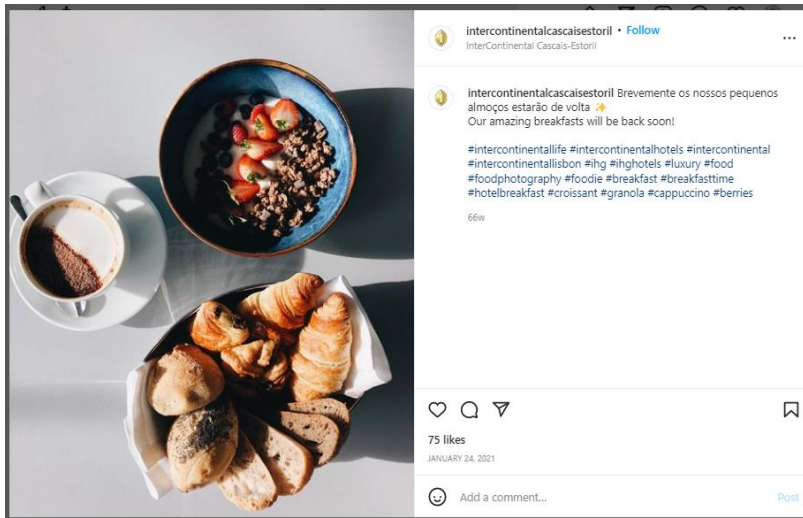 intercontinentalcascaisestoril • Follow
InterContinental Cascais-Estoril
intercontinentalcascaisestoril Brevemente os nossos pequenos
almoços estarão de volta ✨
Our amazing breakfasts will be back soon!
#intercontinentallife #intercontinentalhotels #intercontinental
#intercontinentallisbon #ihg #ihghotels #luxury #food
#foodphotography #foodie #breakfast #breakfasttime
#hotelbreakfast #croissant #granola #cappuccino #berries
66w
75 likes
JANUARY 24, 2021
Add a comment...
Post